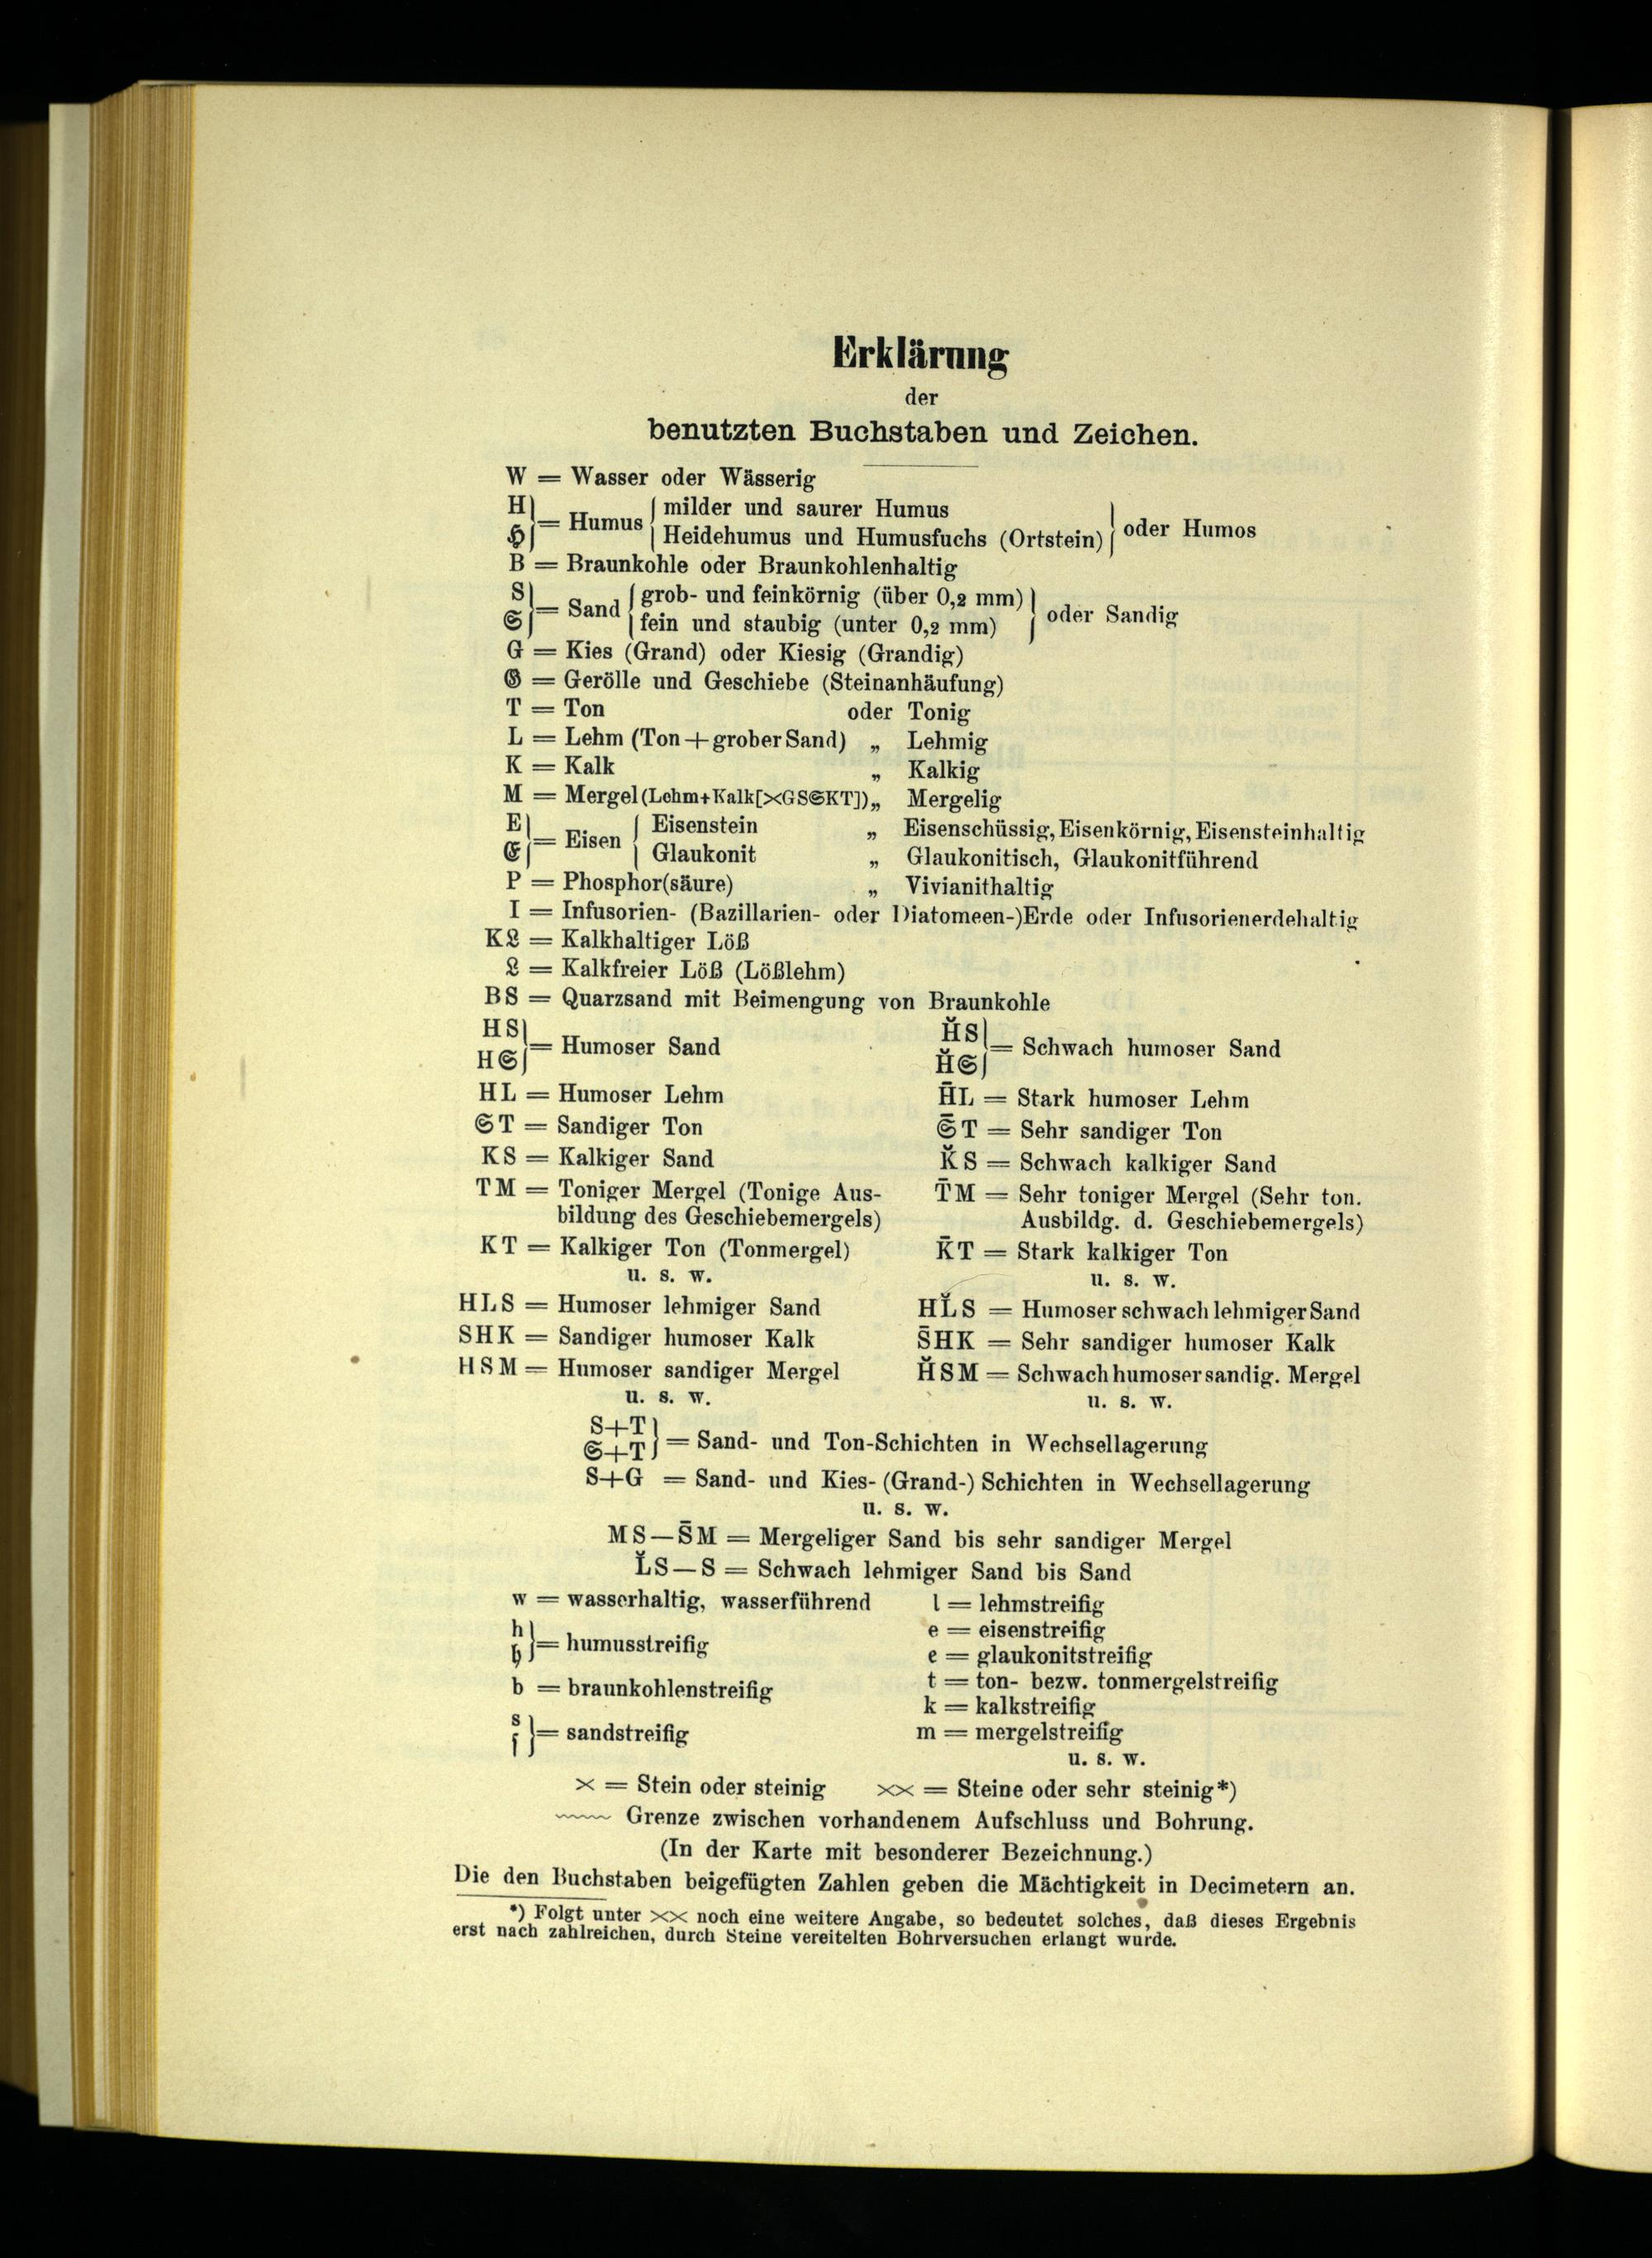 Erklärung
der
benutzten Buchstaben und Zeichen.
W = Wasser oder Wässerig
H
ℌ } = Humus { milder und saurer Humus
Heidehumus und Humusfuchs (Ortstein) } oder Humos
B = Braunkohle oder Braunkohlenhaltig
S
𝔖 } = Sand { grob- und feinkörnig (über 0,2 mm)
fein und staubig (unter 0,2 mm) } oder Sandig
G = Kies (Grand) oder Kiesig (Grandig)
𝔊 = Gerölle und Geschiebe (Steinanhäufung)
T = Ton oder Tonig
L = Lehm (Ton + grober Sand) „ Lehmig
K = Kalk „ Kalkig
M = Mergel (Lehm+Kalk[×GS𝔖KT]) „ Mergelig
E
𝔈 } = Eisen { Eisenstein „ Eisenschüssig, Eisenkörnig, Eisensteinhaltig
Glaukonit „ Glaukonitisch, Glaukonitführend
P = Phosphor(säure) „ Vivianithaltig
I = Infusorien- (Bazillarien- oder Diatomeen-)Erde oder Infusorienerdehaltig
K𝔏 = Kalkhaltiger Löß
𝔏 = Kalkfreier Löß (Lößlehm)
BS = Quarzsand mit Beimengung von Braunkohle
HS
H𝔖 } = Humoser Sand
H̆S
H̆𝔖 } = Schwach humoser Sand
HL = Humoser Lehm H̄L = Stark humoser Lehm
𝔖T = Sandiger Ton 𝔖̄T = Sehr sandiger Ton
KS = Kalkiger Sand K̆S = Schwach kalkiger Sand
TM = Toniger Mergel (Tonige Aus- T̄M = Sehr toniger Mergel (Sehr ton.
bildung des Geschiebemergels) Ausbildg. d. Geschiebemergels)
KT = Kalkiger Ton (Tonmergel) K̄T = Stark kalkiger Ton
u. s. w. u. s. w.
HLS = Humoser lehmiger Sand HL̆S = Humoser schwach lehmiger Sand
SHK = Sandiger humoser Kalk S̄HK = Sehr sandiger humoser Kalk
HSM = Humoser sandiger Mergel H̆SM = Schwach humoser sandig. Mergel
u. s. w. u. s. w.
S+T
𝔖+T } = Sand- und Ton-Schichten in Wechsellagerung
S+G = Sand- und Kies- (Grand-) Schichten in Wechsellagerung
u. s. w.
MS—S̄M = Mergeliger Sand bis sehr sandiger Mergel
L̆S—S = Schwach lehmiger Sand bis Sand
w = wasserhaltig, wasserführend
h
𝔥 } = humusstreifig
b = braunkohlenstreifig
s
ſ } = sandstreifig
l = lehmstreifig
e = eisenstreifig
e = glaukonitstreifig
t = ton- bezw. tonmergelstreifig
k = kalkstreifig
m = mergelstreifig
u. s. w.
× = Stein oder steinig ×× = Steine oder sehr steinig*)
~~~~ Grenze zwischen vorhandenem Aufschluss und Bohrung.
(In der Karte mit besonderer Bezeichnung.)
Die den Buchstaben beigefügten Zahlen geben die Mächtigkeit in Decimetern an.
*) Folgt unter ×× noch eine weitere Angabe, so bedeutet solches, daß dieses Ergebnis
erst nach zahlreichen, durch Steine vereitelten Bohrversuchen erlangt wurde.